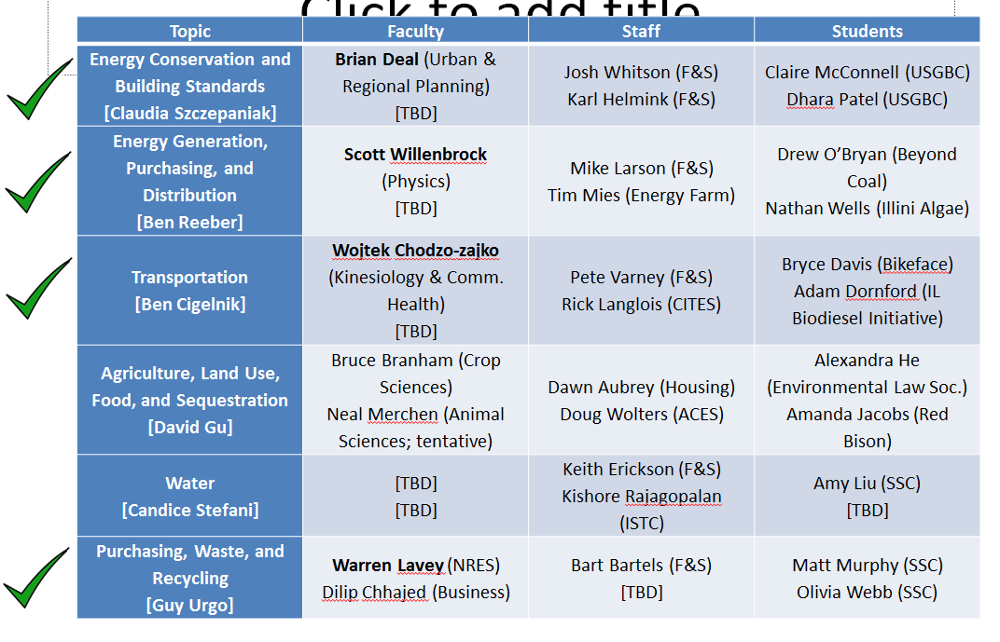 Click to add title
Topic
Faculty
Staff
Students
Energy Conservation and
Building Standards
[Claudia Szczepaniak]
Brian Deal (Urban &
Regional Planning)
[TBD]
Josh Whitson (F&S)
Karl Helmink (F&S)
Claire McConnell (USGBC)
Dhara Patel (USGBC)
Energy Generation,
Purchasing, and
Distribution
[Ben Reeber]
Scott Willenbrock
(Physics)
[TBD]
Mike Larson (F&S)
Tim Mies (Energy Farm)
Drew O’Bryan (Beyond
Coal)
Nathan Wells (Illini Algae)
Transportation
[Ben Cigelnik]
Wojtek Chodzo-zajko
(Kinesiology & Comm.
Health)
[TBD]
Pete Varney (F&S)
Rick Langlois (CITES)
Bryce Davis (Bikeface)
Adam Dornford (IL
Biodiesel Initiative)
Agriculture, Land Use,
Food, and Sequestration
[David Gu]
Bruce Branham (Crop
Sciences)
Neal Merchen (Animal
Sciences; tentative)
Dawn Aubrey (Housing)
Doug Wolters (ACES)
Alexandra He
(Environmental Law Soc.)
Amanda Jacobs (Red
Bison)
Water
[Candice Stefani]
[TBD]
[TBD]
Keith Erickson (F&S)
Kishore Rajagopalan
(ISTC)
Amy Liu (SSC)
[TBD]
Purchasing, Waste, and
Recycling
[Guy Urgo]
Warren Lavey (NRES)
Dilip Chhajed (Business)
Bart Bartels (F&S)
[TBD]
Matt Murphy (SSC)
Olivia Webb (SSC)